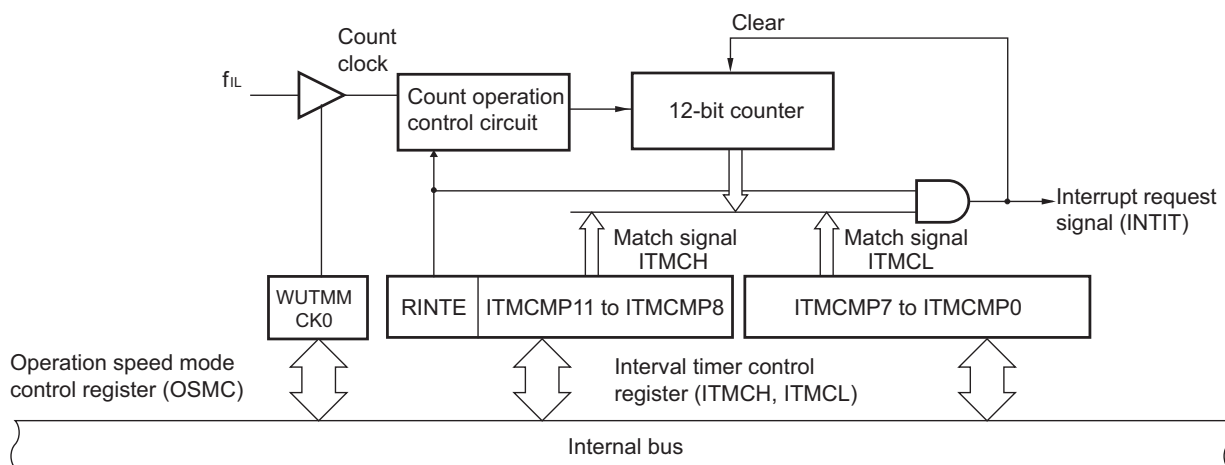 Clear
Count
clock
fIL
Count operation
control circuit
12-bit counter
Interrupt request
signal (INTIT)
Match signal
ITMCH
Match signal
ITMCL
WUTMM
CK0
RINTE
ITMCMP11 to ITMCMP8
ITMCMP7 to ITMCMP0
Operation speed mode
control register (OSMC)
Interval timer control
register (ITMCH, ITMCL)
Internal bus